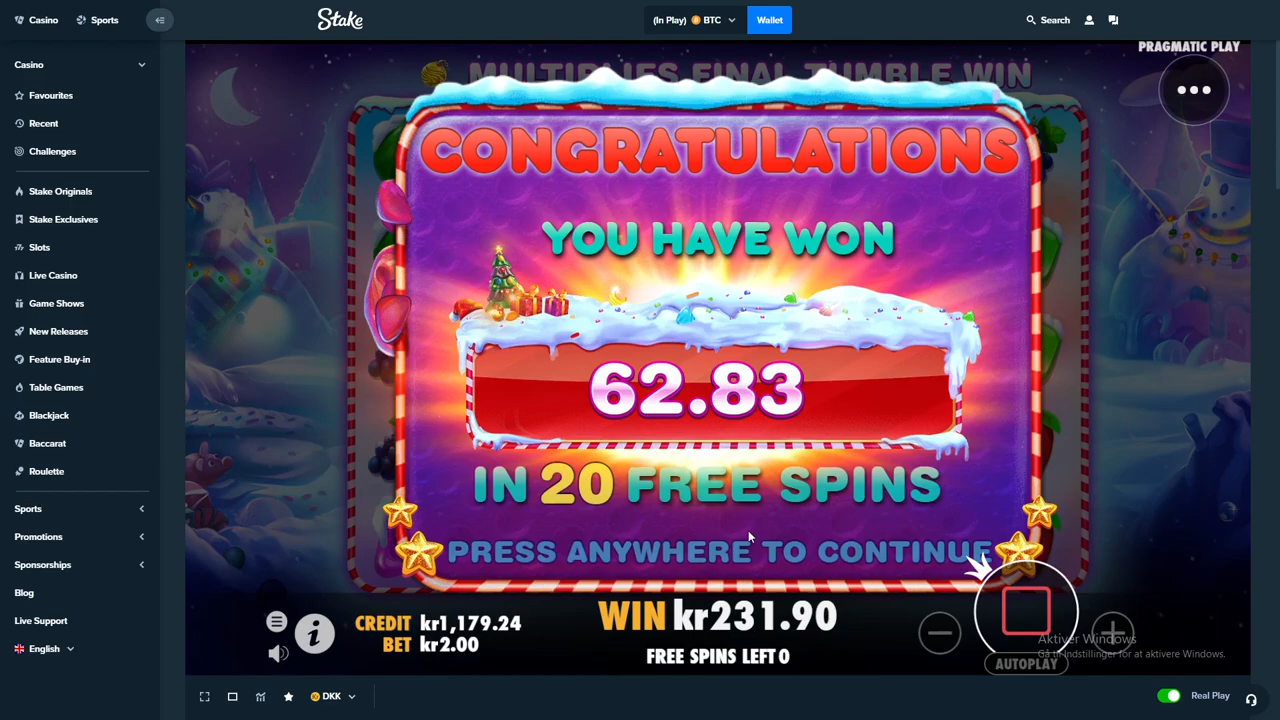 Casino
Sports
Stake
(In Play) BTC
Wallet
Search
Casino
Favourites
Recent
Challenges
Stake Originals
Stake Exclusives
Slots
Live Casino
Game Shows
New Releases
Feature Buy-in
Table Games
Blackjack
Baccarat
Roulette
Sports
Promotions
Sponsorships
Blog
Live Support
English
PRAGMATIC PLAY
MULTIPLIES FINAL TUMBLE WIN
CONGRATULATIONS
YOU HAVE WON
62.83
IN 20 FREE SPINS
PRESS ANYWHERE TO CONTINUE
CREDIT kr1,179.24
BET kr2.00
WIN kr231.90
FREE SPINS LEFT 0
AUTOPLAY
Aktiver Windows
Gå til Indstillinger for at aktivere Windows.
DKK
Real Play